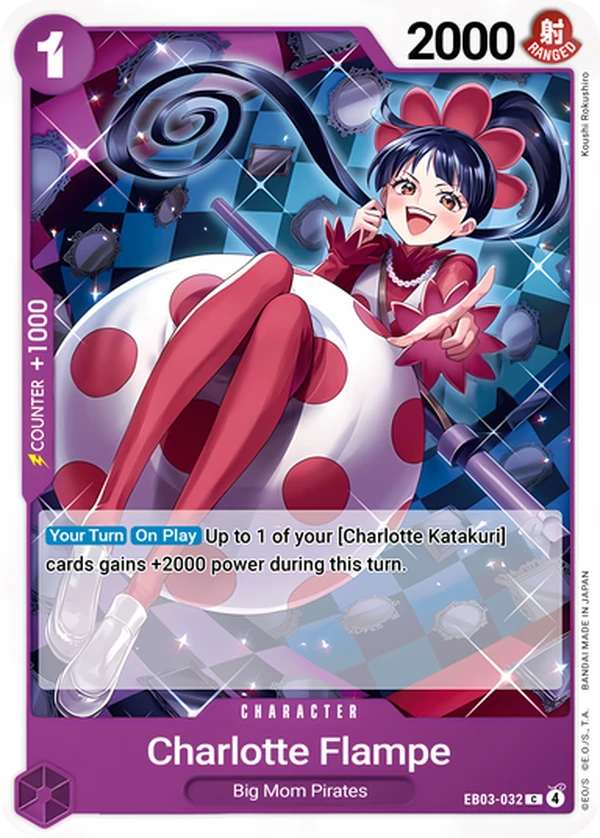 1
2000
射
RANGED
Koushi Rokushiro
COUNTER +1000
Your Turn On Play Up to 1 of your [Charlotte Katakuri]
cards gains +2000 power during this turn.
CHARACTER
Charlotte Flampe
Big Mom Pirates
EB03-032 C 4
©E.O/S ©E.O./S., T.A. BANDAI MADE IN JAPAN